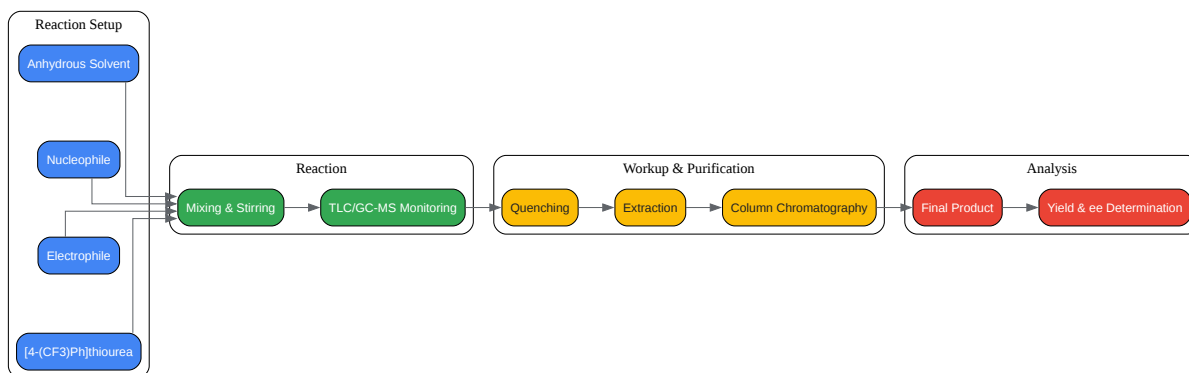 Reaction Setup
Anhydrous Solvent
Nucleophile
Electrophile
[4-(CF3)Ph]thiourea
Reaction
Mixing & Stirring
TLC/GC-MS Monitoring
Workup & Purification
Quenching
Extraction
Column Chromatography
Analysis
Final Product
Yield & ee Determination